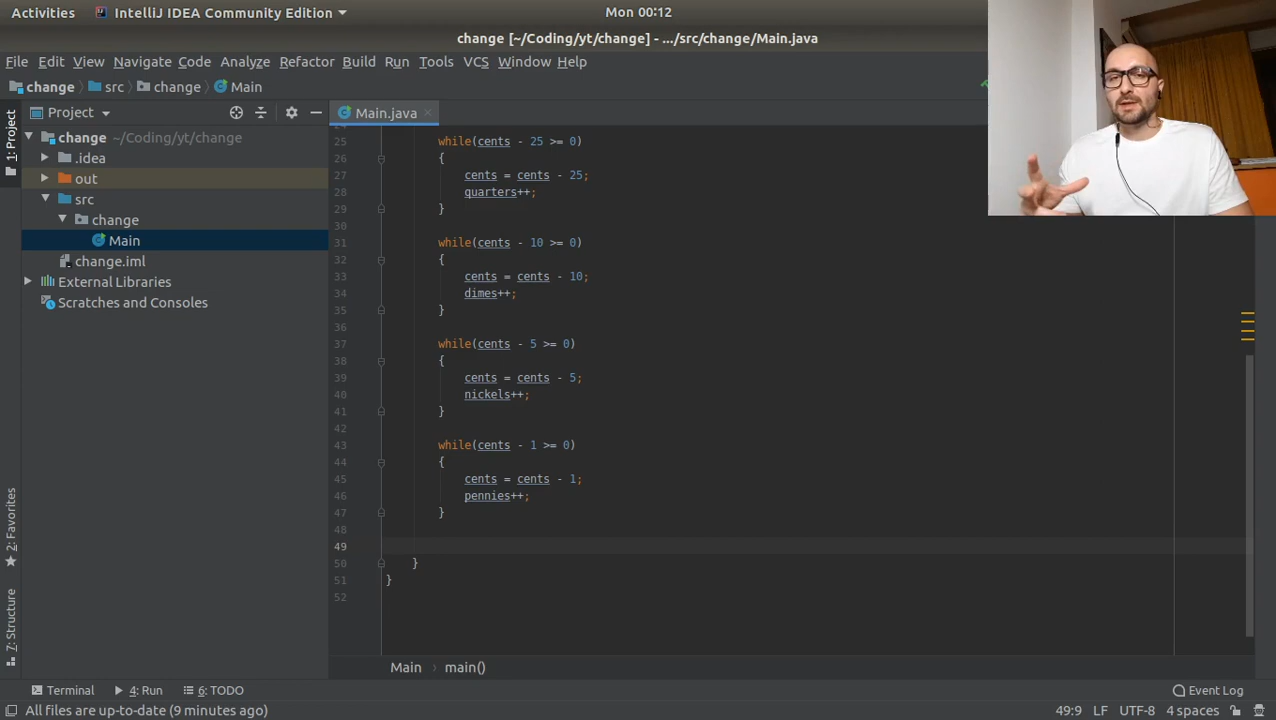 Activities IntelliJ IDEA Community Edition Mon 00:12
change [~/Coding/yt/change] - .../src/change/Main.java
File Edit View Navigate Code Analyze Refactor Build Run Tools VCS Window Help
change src change Main
Project Main.java
1: Project
change ~/Coding/yt/change
.idea
out
src
change
Main
change.iml
External Libraries
Scratches and Consoles
25 while(cents - 25 >= 0)
26 {
27 cents = cents - 25;
28 quarters++;
29 }
30
31 while(cents - 10 >= 0)
32 {
33 cents = cents - 10;
34 dimes++;
35 }
36
37 while(cents - 5 >= 0)
38 {
39 cents = cents - 5;
40 nickels++;
41 }
42
43 while(cents - 1 >= 0)
44 {
45 cents = cents - 1;
46 pennies++;
47 }
48
49
50 }
51 }
52
2: Favorites
7: Structure
Main main()
Terminal 4: Run 6: TODO Event Log
All files are up-to-date (9 minutes ago) 49:9 LF UTF-8 4 spaces